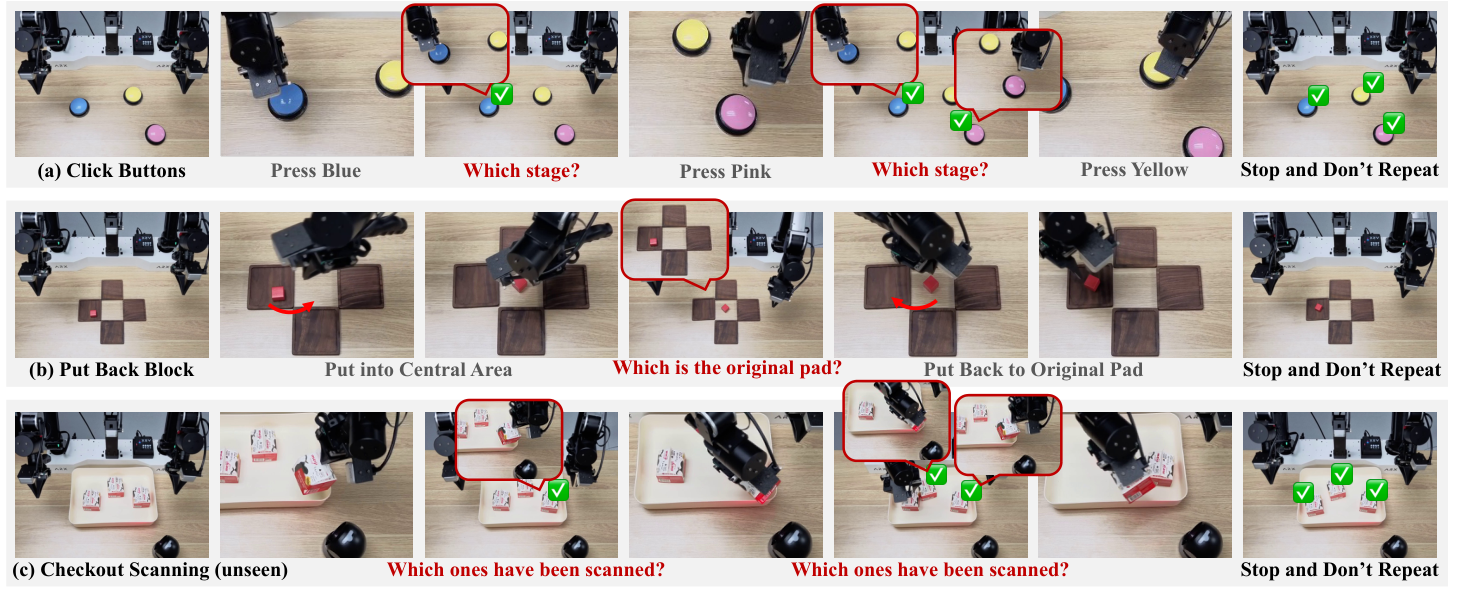 (a) Click Buttons
Press Blue
Which stage?
Press Pink
Which stage?
Press Yellow
Stop and Don't Repeat
(b) Put Back Block
Put into Central Area
Which is the original pad?
Put Back to Original Pad
Stop and Don't Repeat
(c) Checkout Scanning (unseen)
Which ones have been scanned?
Which ones have been scanned?
Stop and Don't Repeat